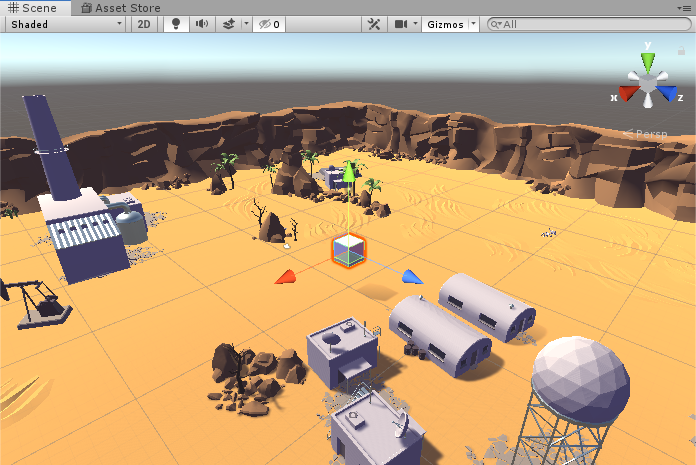 Scene
Asset Store
Shaded
2D
0
Gizmos
All
y
x
z
Persp